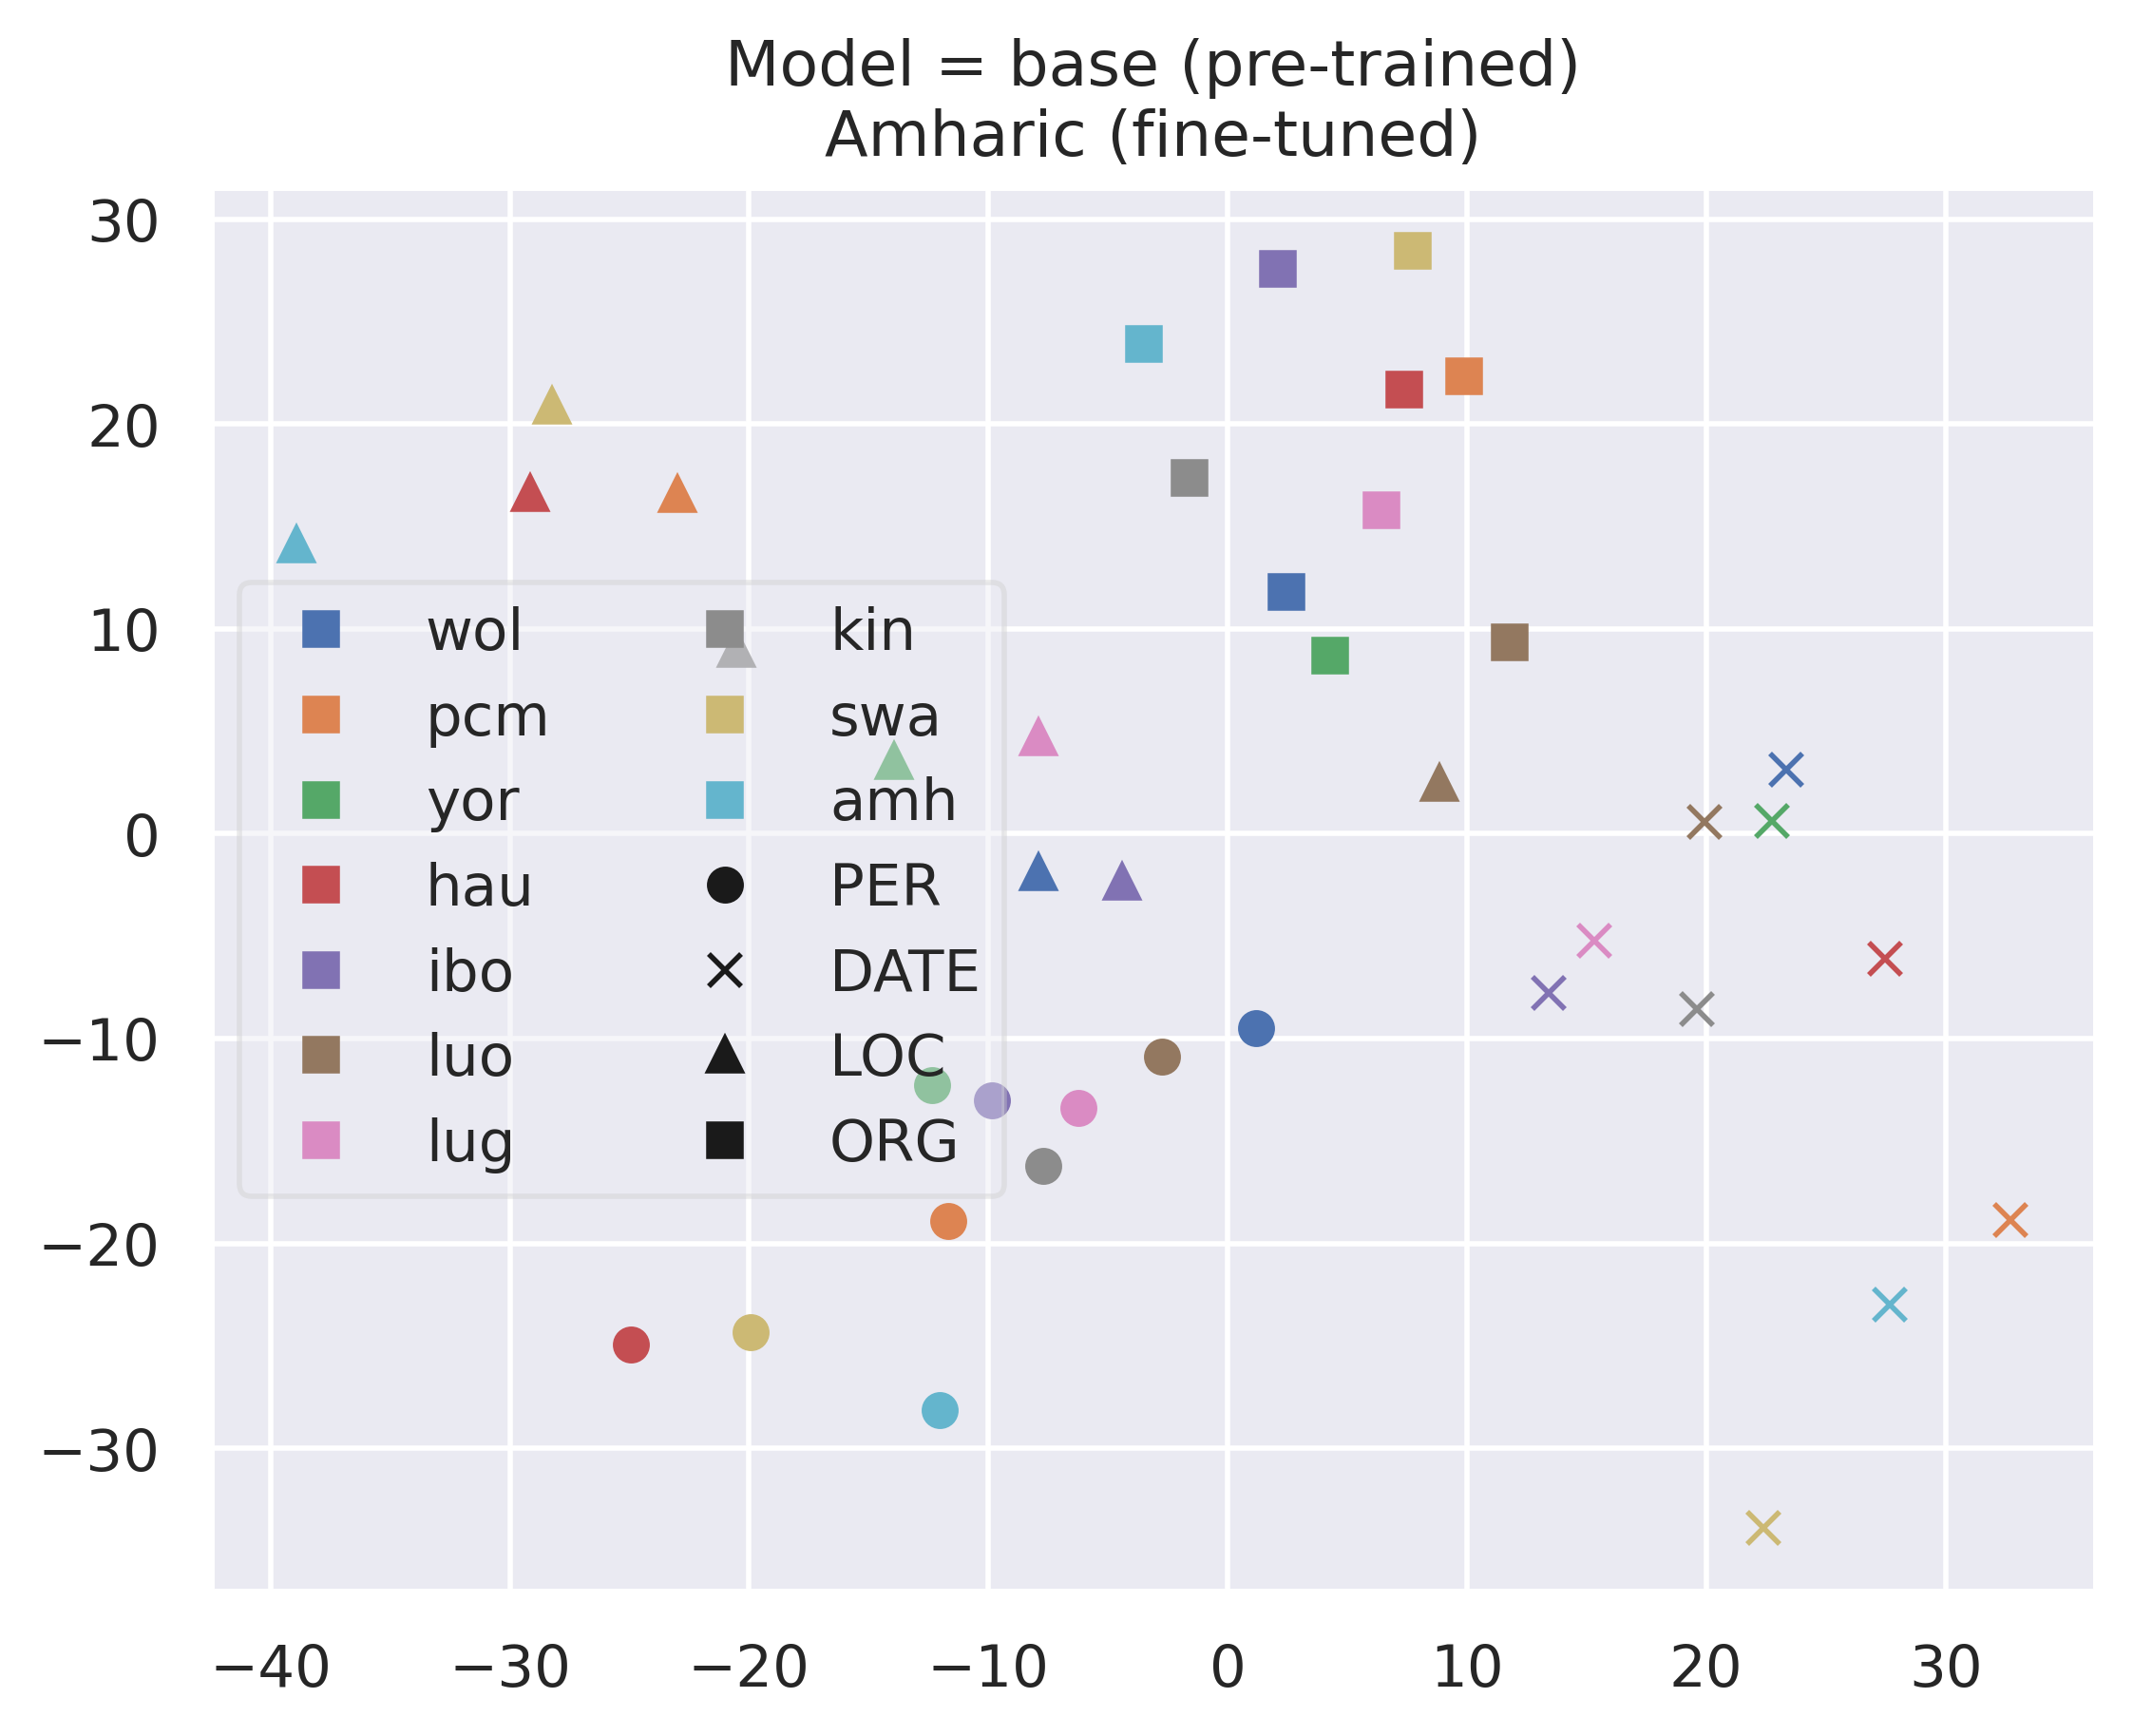 Model = base (pre-trained)
Amharic (fine-tuned)
30
20
10
0
−10
−20
−30
wol
pcm
yor
hau
ibo
luo
lug
kin
swa
amh
PER
DATE
LOC
ORG
−40 −30 −20 −10 0 10 20 30